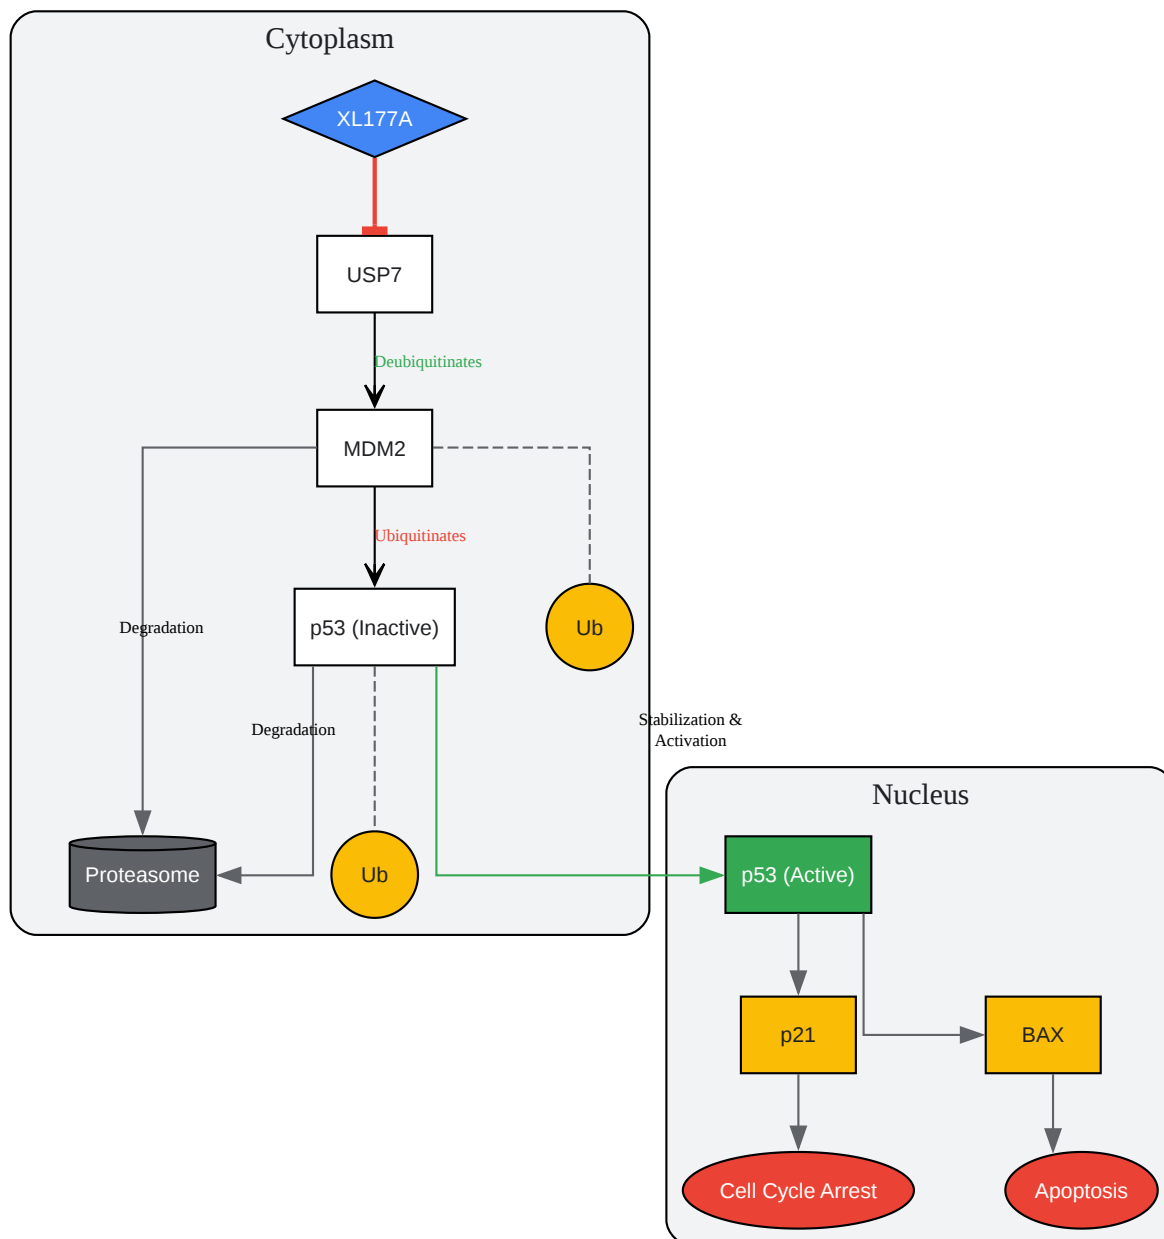 Cytoplasm
XL177A
USP7
Deubiquitinates
MDM2
Ubiquitinates
Degradation
p53 (Inactive)
Ub
Degradation
Stabilization &
Activation
Proteasome
Ub
Nucleus
p53 (Active)
p21
BAX
Cell Cycle Arrest
Apoptosis